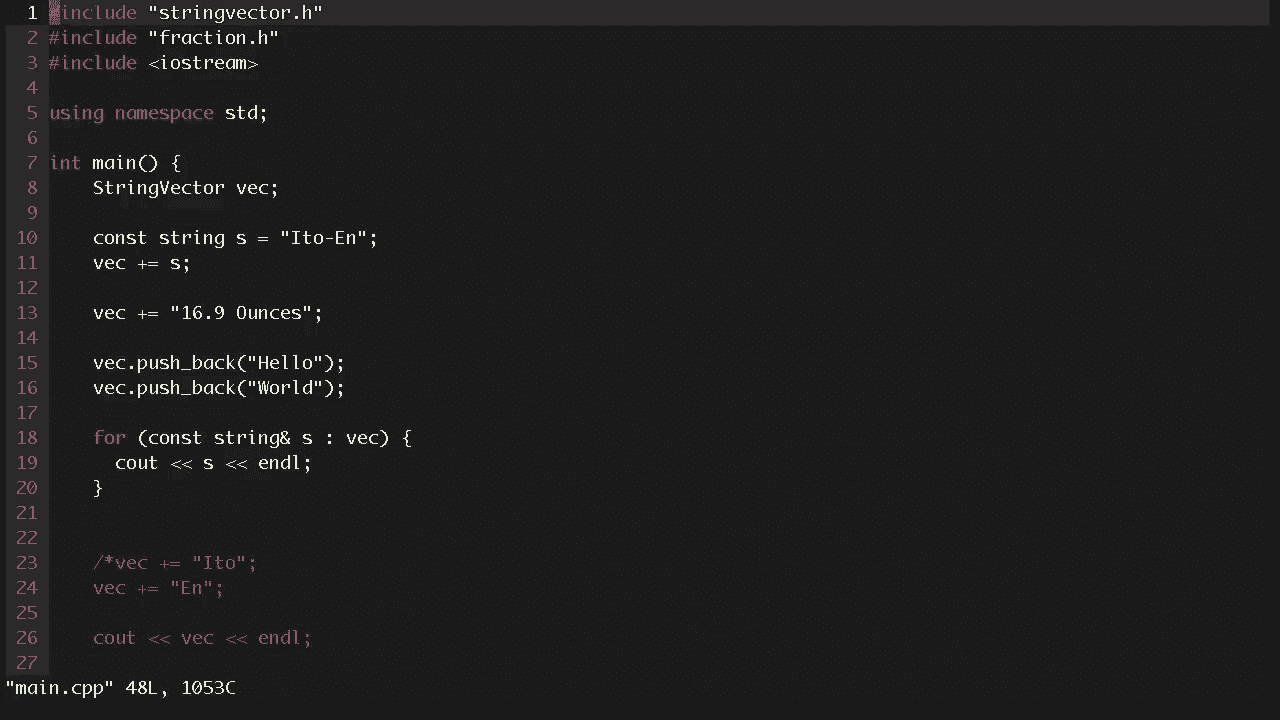 1 #include "stringvector.h"
2 #include "fraction.h"
3 #include <iostream>
4
5 using namespace std;
6
7 int main() {
8     StringVector vec;
9
10     const string s = "Ito-En";
11     vec += s;
12
13     vec += "16.9 Ounces";
14
15     vec.push_back("Hello");
16     vec.push_back("World");
17
18     for (const string& s : vec) {
19       cout << s << endl;
20     }
21
22
23     /*vec += "Ito";
24     vec += "En";
25
26     cout << vec << endl;
27
"main.cpp" 48L, 1053C